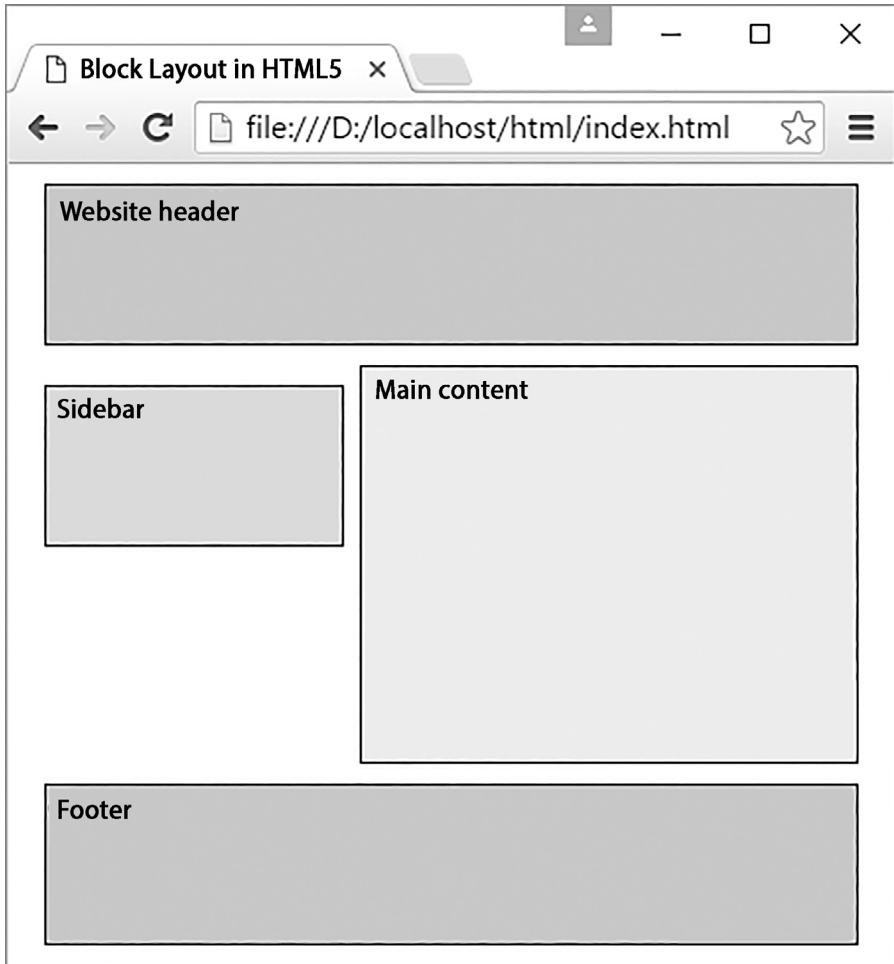 Block Layout in HTML5
file:///D:/localhost/html/index.html
Website header
Sidebar
Main content
Footer